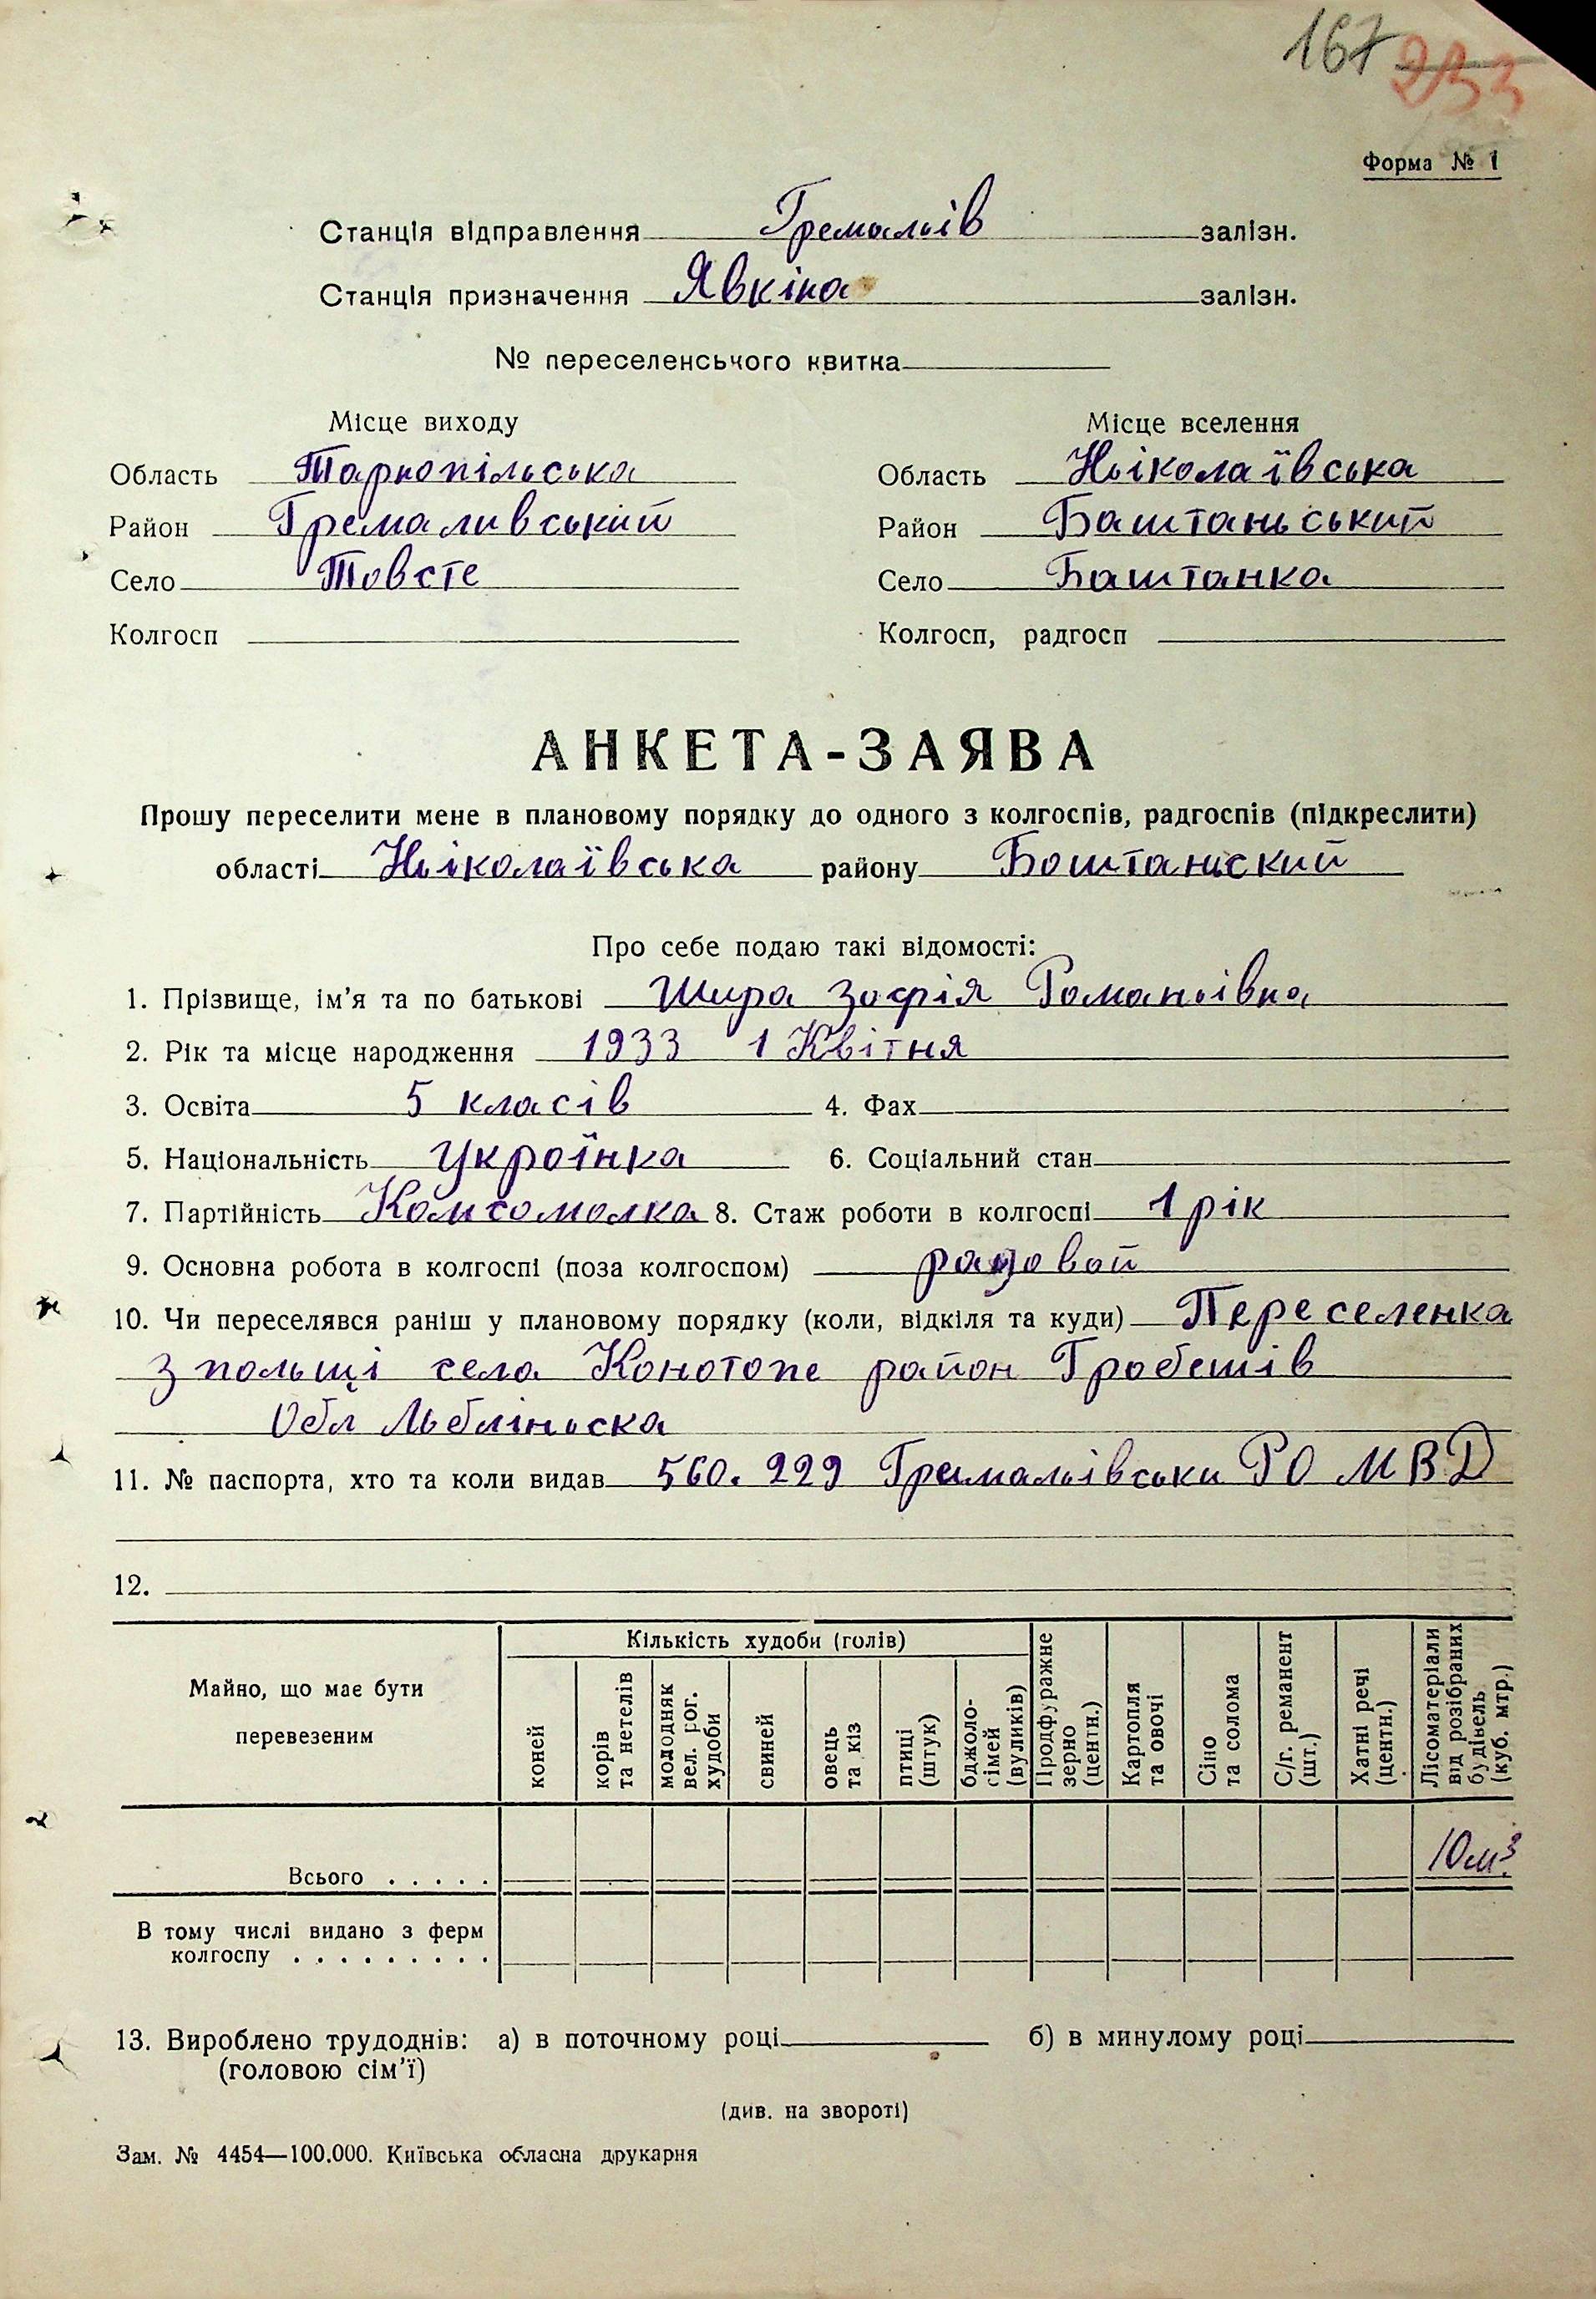 167 233
Форма № 1
Станція відправлення Гремалів залізн.
Станція призначення Явкіна залізн.
№ переселенського квитка
Місце виходу
Місце вселення
Область Тарнопільська
Область Ніколаївська
Район Гремаливський
Район Баштанський
Село Товсте
Село Баштанка
Колгосп
Колгосп, радгосп
АНКЕТА-ЗАЯВА
Прошу переселити мене в плановому порядку до одного з колгоспів, радгоспів (підкреслити)
області Ніколаївська району Боштанский
Про себе подаю такі відомості:
1. Прізвище, ім'я та по батькові Шира Зофія Романівна
2. Рік та місце народження 1933 1 Квітня
3. Освіта 5 класів 4. Фах
5. Національність Украінка 6. Соціальний стан
7. Партійність Комсомолка 8. Стаж роботи в колгоспі 1 рік
9. Основна робота в колгоспі (поза колгоспом) радовой
10. Чи переселявся раніш у плановому порядку (коли, відкіля та куди) Переселенка
з польщі села Конотопе район Гробешів
Обл Льблінська
11. № паспорта, хто та коли видав 560.229 Гремалівськи РО МВД
12.
Майно, що має бути
перевезеним
Кількість худоби (голів)
коней
корів
та нетелів
молодняк
вел. рог.
худоби
свиней
овець
та кіз
птиці
(штук)
бджоло-
сімей
(вуликів)
Продфуражне
зерно
(центн.)
Картопля
та овочі
Сіно
та солома
С/г. реманент
(шт.)
Хатні речі
(центн.)
Лісоматеріали
від розібраних
будівель
(куб. мтр.)
Всього . . . . . 10 м³
В тому числі видано з ферм
колгоспу . . . . . . . . .
13. Вироблено трудоднів: а) в поточному році б) в минулому році
(головою сім'ї)
(див. на звороті)
Зам. № 4454—100.000. Київська обласна друкарня